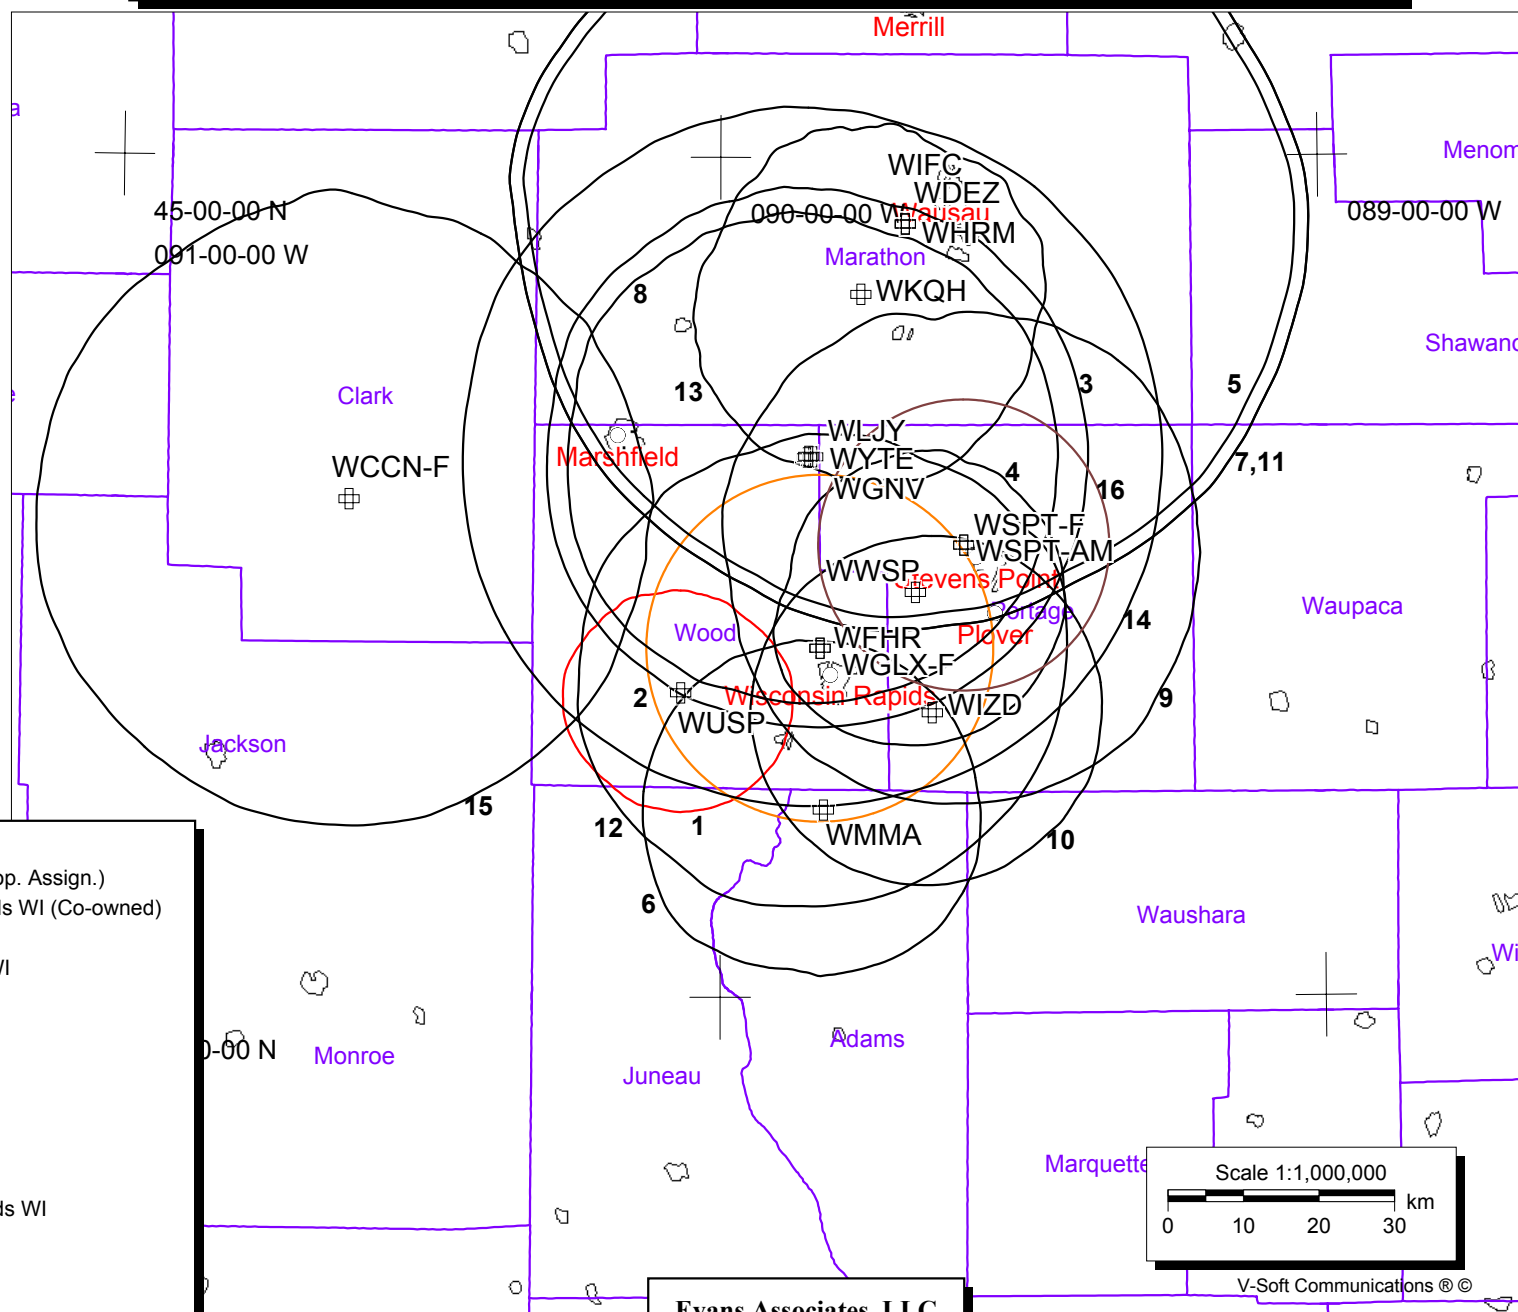 Merrill
a
Menom
WIFC
WDEZ
45-00-00 N
090-00-00 W
Wausau
089-00-00 W
WHRM
091-00-00 W
Marathon
8
WKQH
Shawano
13
3
5
Clark
e
WLJY
Marshfield
WYTE
WCCN-F
4
7,11
WGNV
16
WSPT-F
WSPT-AM
WWSP
Stevens Point
Portage
Waupaca
14
Wood
WFHR
Plover
WGLX-F
2
Wisconsin Rapids
WIZD
9
WUSP
Jackson
15
12
1
WMMA
10
6
op. Assign.)
ds WI (Co-owned)
WI
Waushara
Wi
0-00 N
Monroe
Adams
Juneau
Marquette
ds WI
Scale 1:1,000,000
km
0 10 20 30
V-Soft Communications ® ©
Evans Associates, LLC